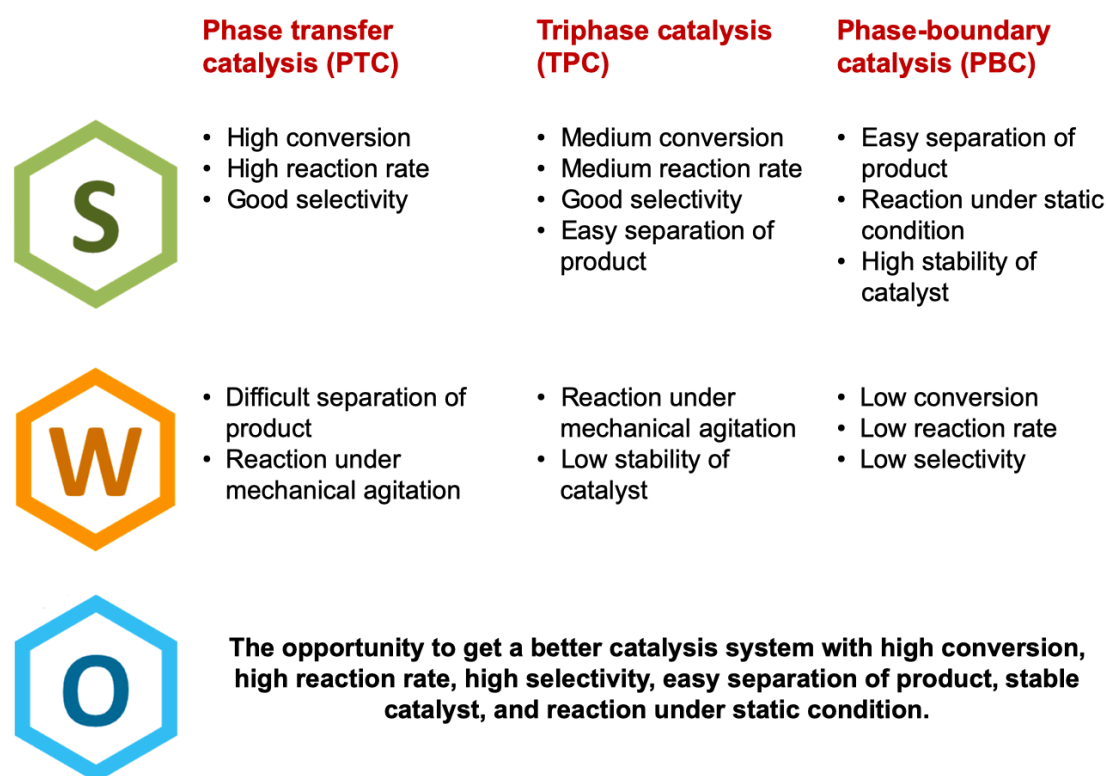 Phase transfer
catalysis (PTC)
Triphase catalysis
(TPC)
Phase-boundary
catalysis (PBC)
S
• High conversion
• High reaction rate
• Good selectivity
• Medium conversion
• Medium reaction rate
• Good selectivity
• Easy separation of
product
• Easy separation of
product
• Reaction under static
condition
• High stability of
catalyst
W
• Difficult separation of
product
• Reaction under
mechanical agitation
• Reaction under
mechanical agitation
• Low stability of
catalyst
• Low conversion
• Low reaction rate
• Low selectivity
O
The opportunity to get a better catalysis system with high conversion,
high reaction rate, high selectivity, easy separation of product, stable
catalyst, and reaction under static condition.